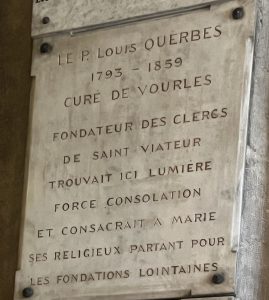 LE P. LOUIS QUERBES
1793 - 1859
CURÉ DE VOURLES
FONDATEUR DES CLERCS
DE SAINT VIATEUR
TROUVAIT ICI LUMIÈRE
FORCE CONSOLATION
ET CONSACRAIT À MARIE
SES RELIGIEUX PARTANT POUR
LES FONDATIONS LOINTAINES